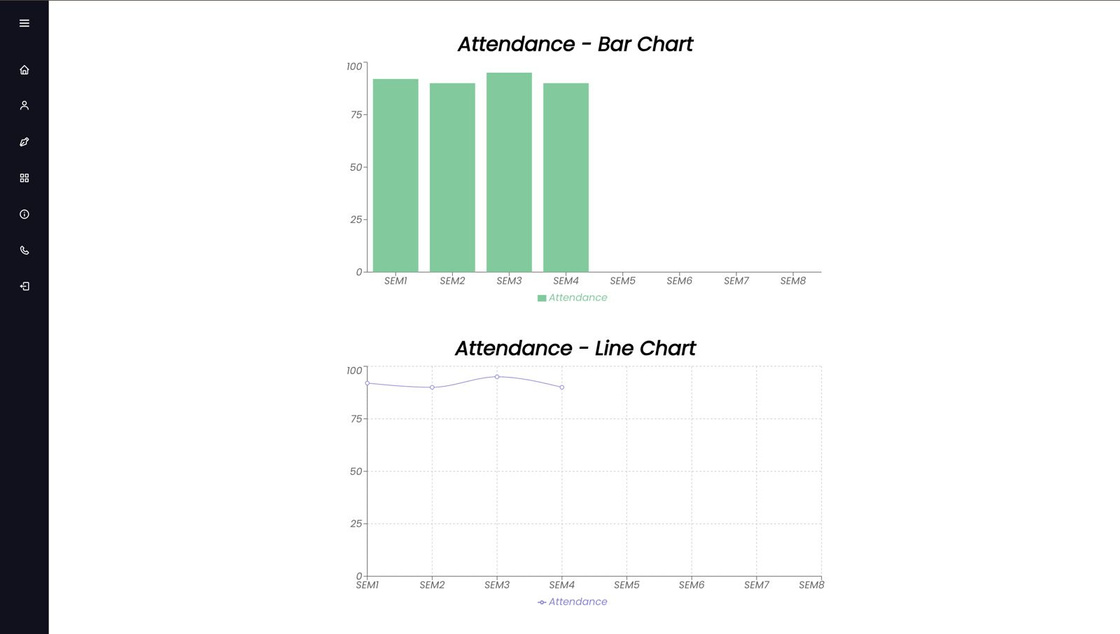 Attendance - Bar Chart
100
75
50
25
0
SEM1 SEM2 SEM3 SEM4 SEM5 SEM6 SEM7 SEM8
Attendance
Attendance - Line Chart
100
75
50
25
0
SEM1 SEM2 SEM3 SEM4 SEM5 SEM6 SEM7 SEM8
Attendance